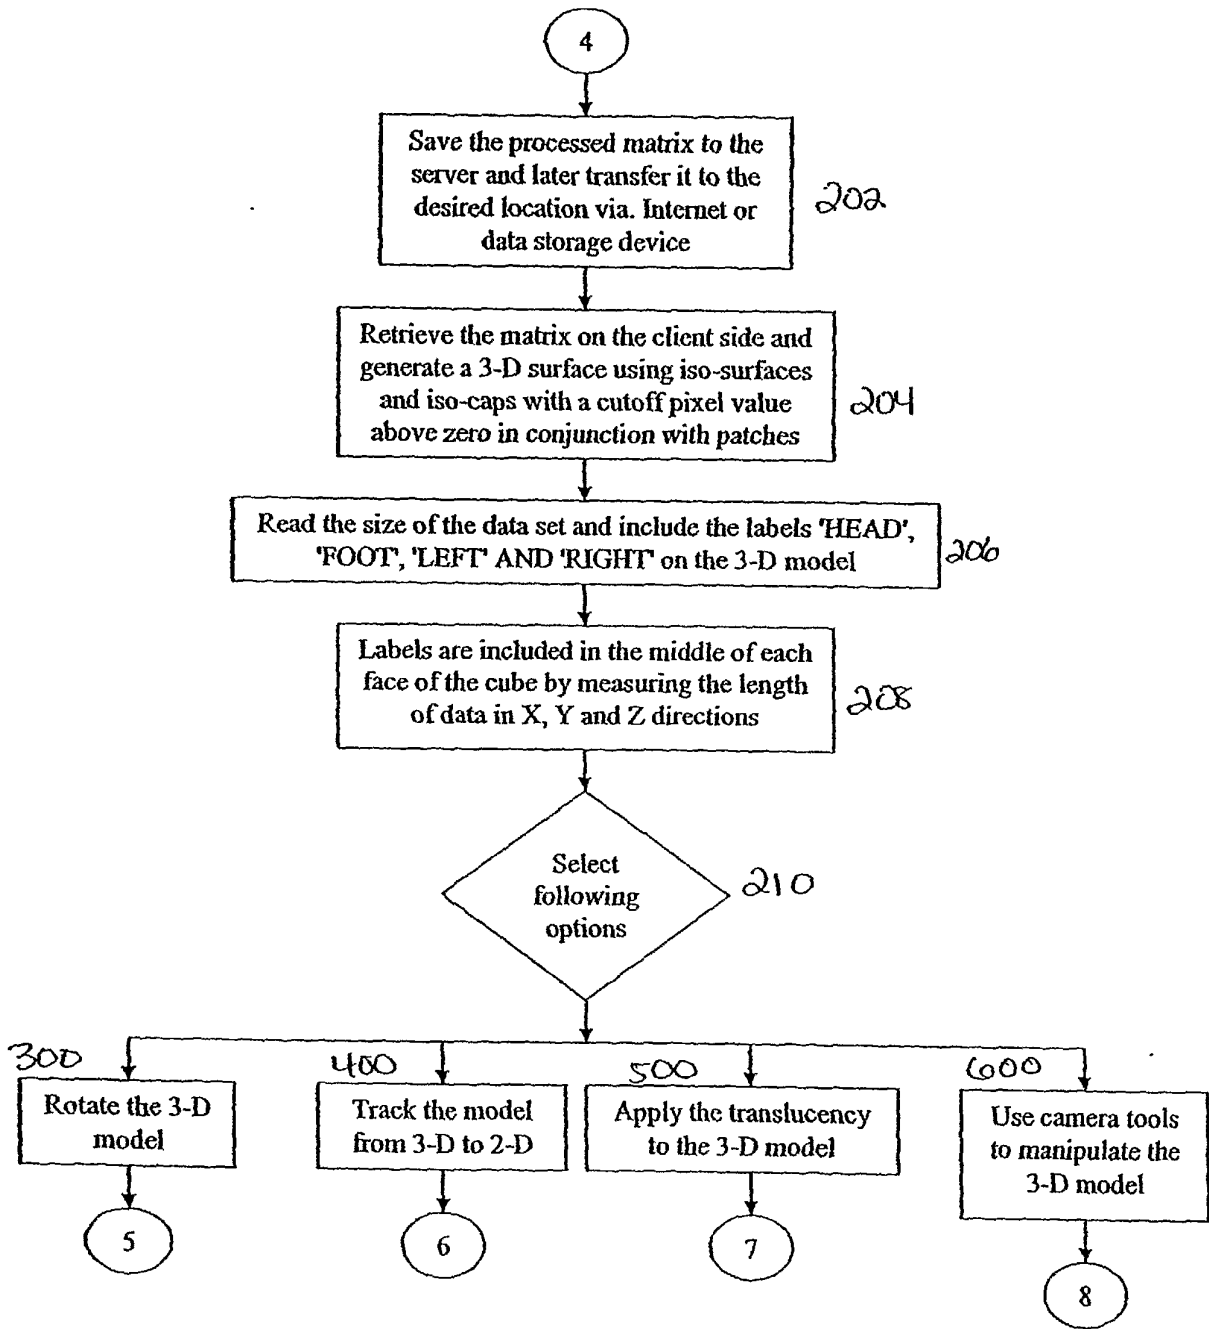 4
Save the processed matrix to the
server and later transfer it to the
desired location via. Internet or
data storage device
202
Retrieve the matrix on the client side and
generate a 3-D surface using iso-surfaces
and iso-caps with a cutoff pixel value
above zero in conjunction with patches
204
Read the size of the data set and include the labels 'HEAD',
'FOOT', 'LEFT' AND 'RIGHT' on the 3-D model
206
Labels are included in the middle of each
face of the cube by measuring the length
of data in X, Y and Z directions
208
Select
following
options
210
300
Rotate the 3-D
model
5
400
Track the model
from 3-D to 2-D
6
500
Apply the translucency
to the 3-D model
7
600
Use camera tools
to manipulate the
3-D model
8